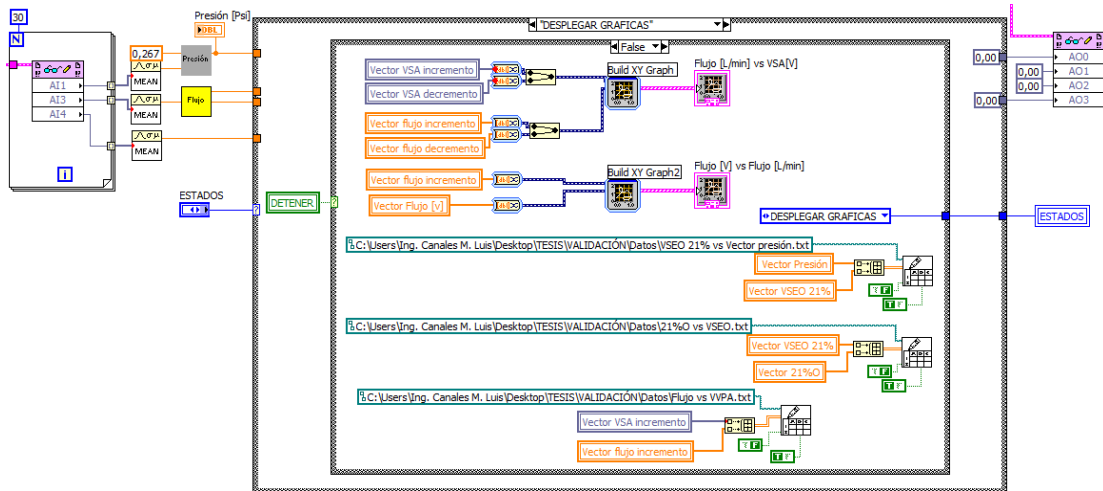 30
N
AI1
AI3
AI4
i
Presión [Psi]
DBL
0,267
MEAN
MEAN
MEAN
Presión
Flujo
ESTADOS
DETENER
"DESPLEGAR GRAFICAS"
False
Vector VSA incremento
Vector VSA decremento
Vector flujo incremento
Vector flujo decremento
Build XY Graph
Flujo [L/min] vs VSA[V]
Vector flujo incremento
Vector Flujo [v]
Build XY Graph2
Flujo [V] vs Flujo [L/min]
DESPLEGAR GRAFICAS
ESTADOS
C:\Users\Ing. Canales M. Luis\Desktop\TESIS\VALIDACIÓN\Datos\VSEO 21% vs Vector presión.txt
Vector Presión
Vector VSEO 21%
F
T F
C:\Users\Ing. Canales M. Luis\Desktop\TESIS\VALIDACIÓN\Datos\21%O vs VSEO.txt
Vector VSEO 21%
Vector 21%O
F
T F
C:\Users\Ing. Canales M. Luis\Desktop\TESIS\VALIDACIÓN\Datos\Flujo vs VVPA.txt
Vector VSA incremento
Vector flujo incremento
F
T F
0,00
AO0
0,00
AO1
0,00
AO2
0,00
AO3